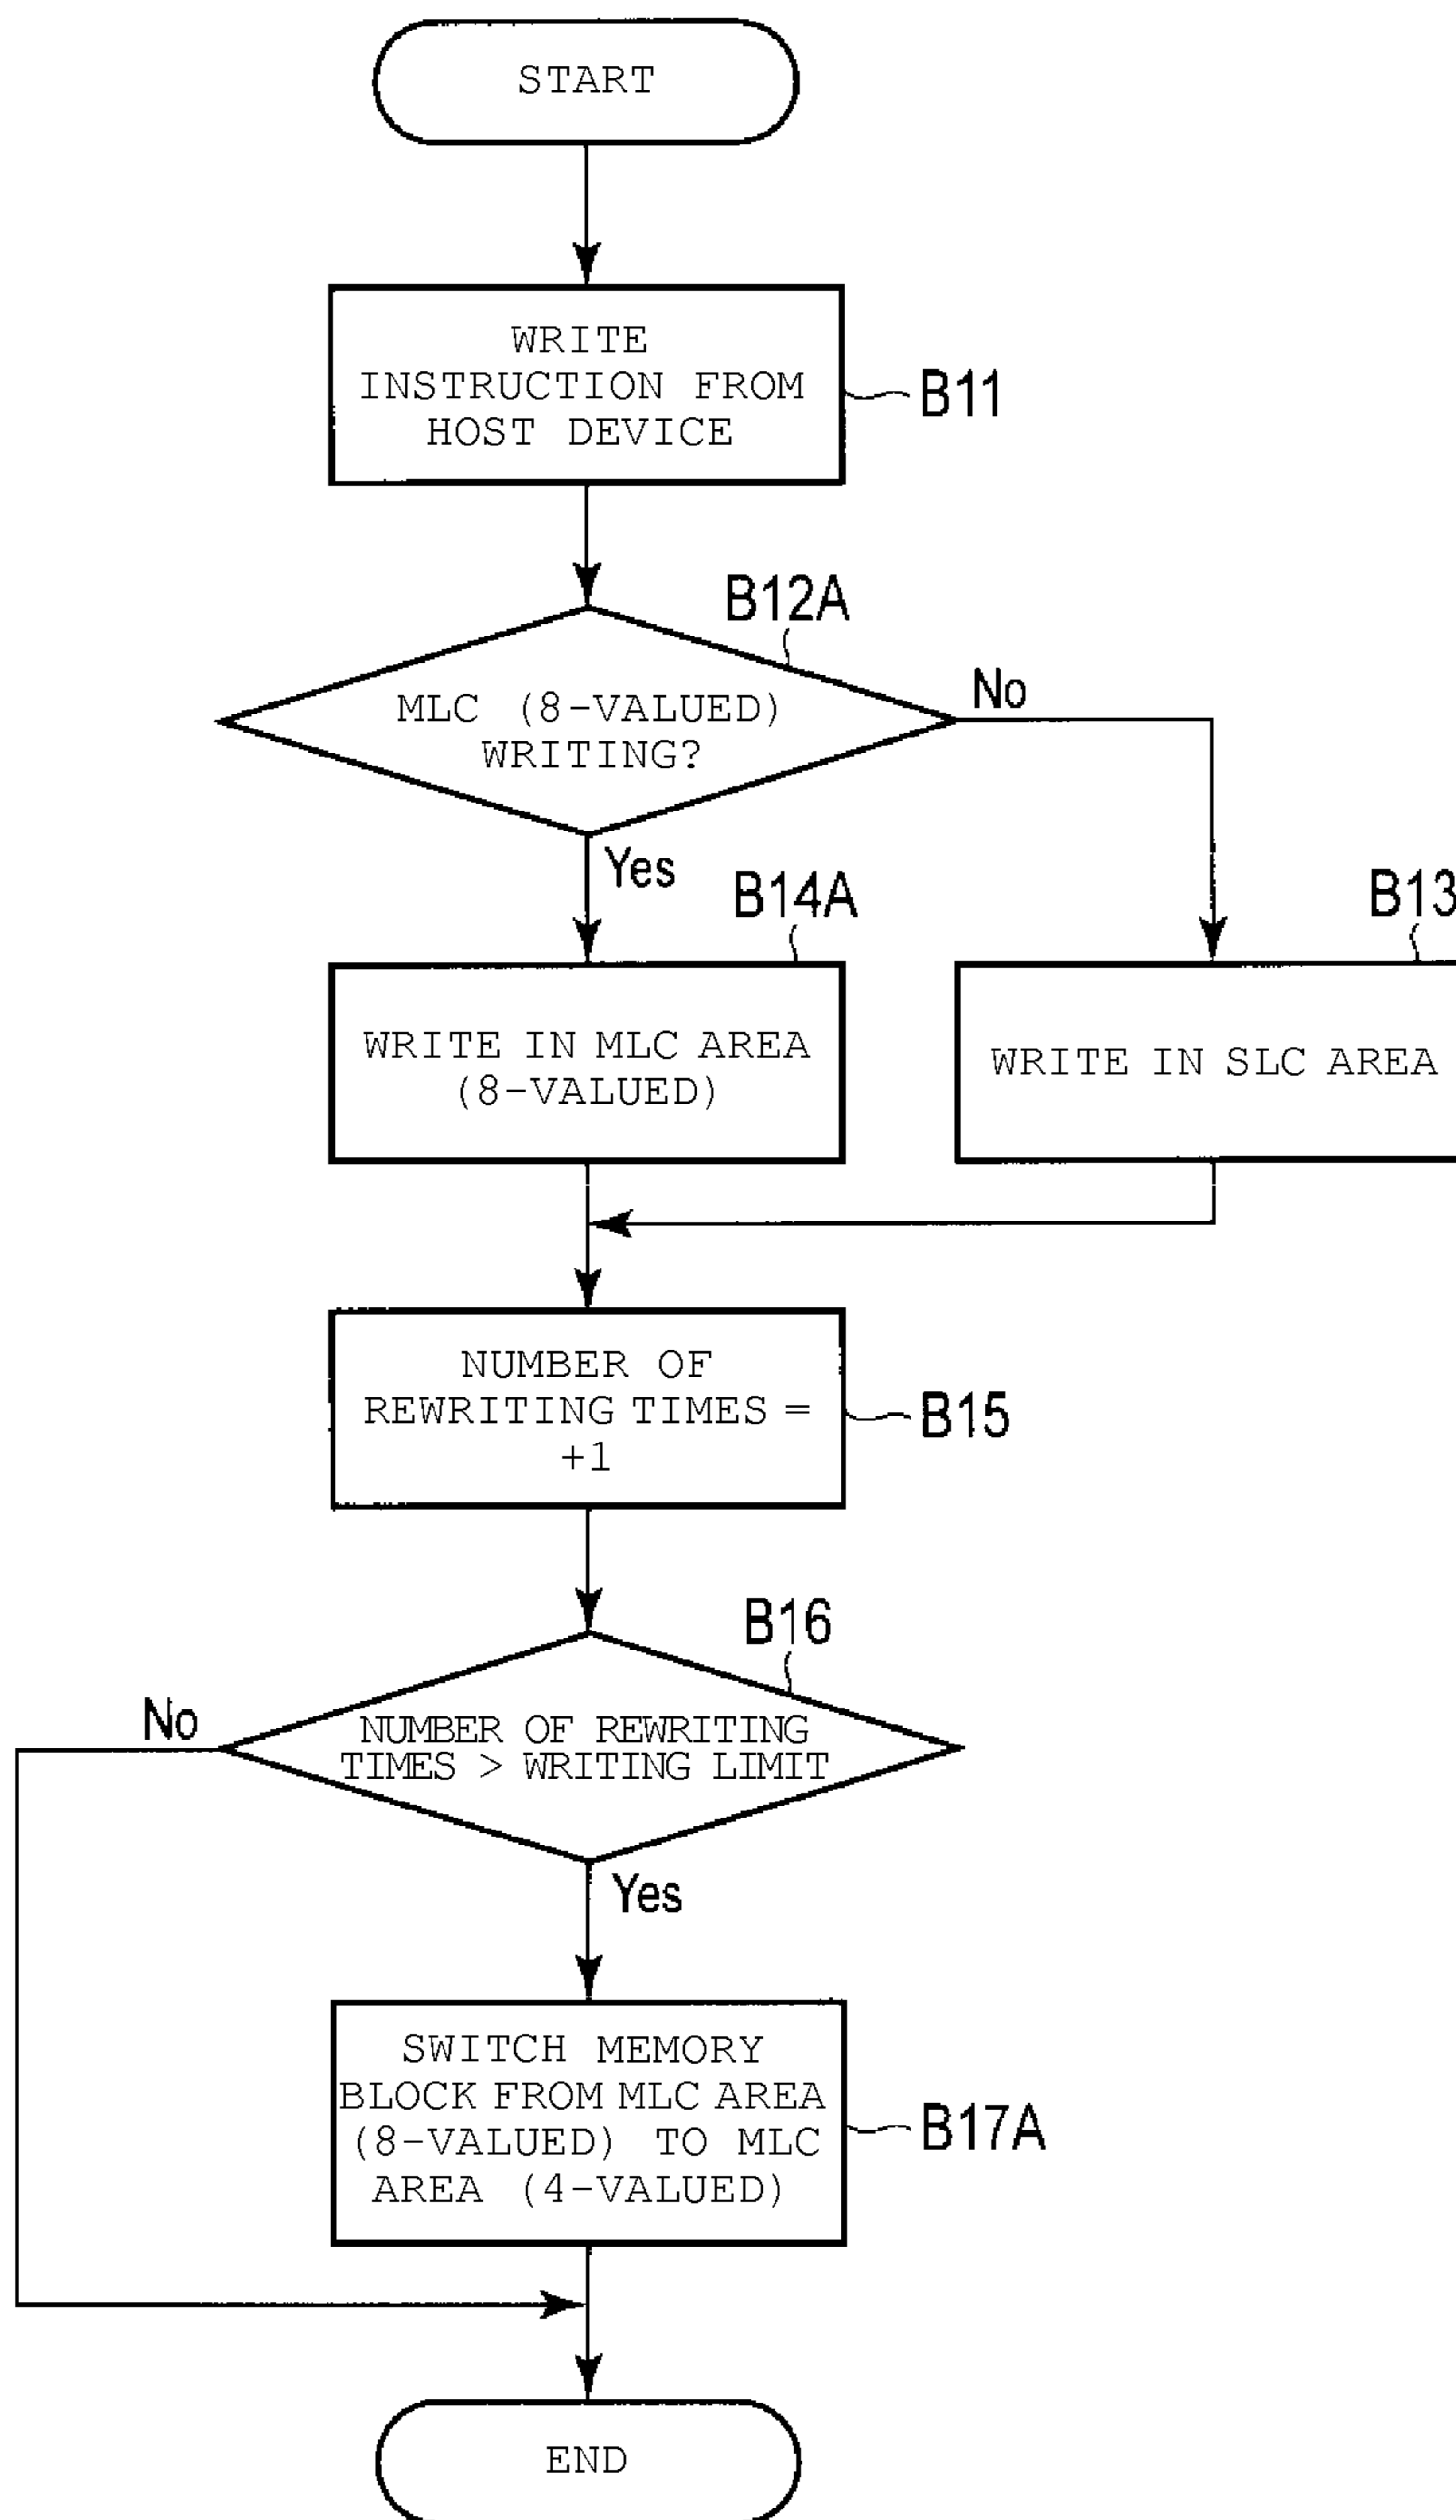 START
WRITE
INSTRUCTION FROM
HOST DEVICE
B11
B12A
MLC (8-VALUED)
WRITING?
No
Yes
B14A
B13
WRITE IN MLC AREA
(8-VALUED)
WRITE IN SLC AREA
NUMBER OF
REWRITING TIMES =
+1
B15
B16
No
NUMBER OF REWRITING
TIMES > WRITING LIMIT
Yes
SWITCH MEMORY
BLOCK FROM MLC AREA
(8-VALUED) TO MLC
AREA (4-VALUED)
B17A
END